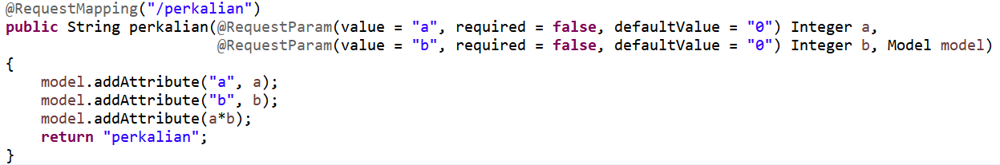 @RequestMapping("/perkalian")
public String perkalian(@RequestParam(value = "a", required = false, defaultValue = "0") Integer a,
                        @RequestParam(value = "b", required = false, defaultValue = "0") Integer b, Model model)
{
    model.addAttribute("a", a);
    model.addAttribute("b", b);
    model.addAttribute(a*b);
    return "perkalian";
}